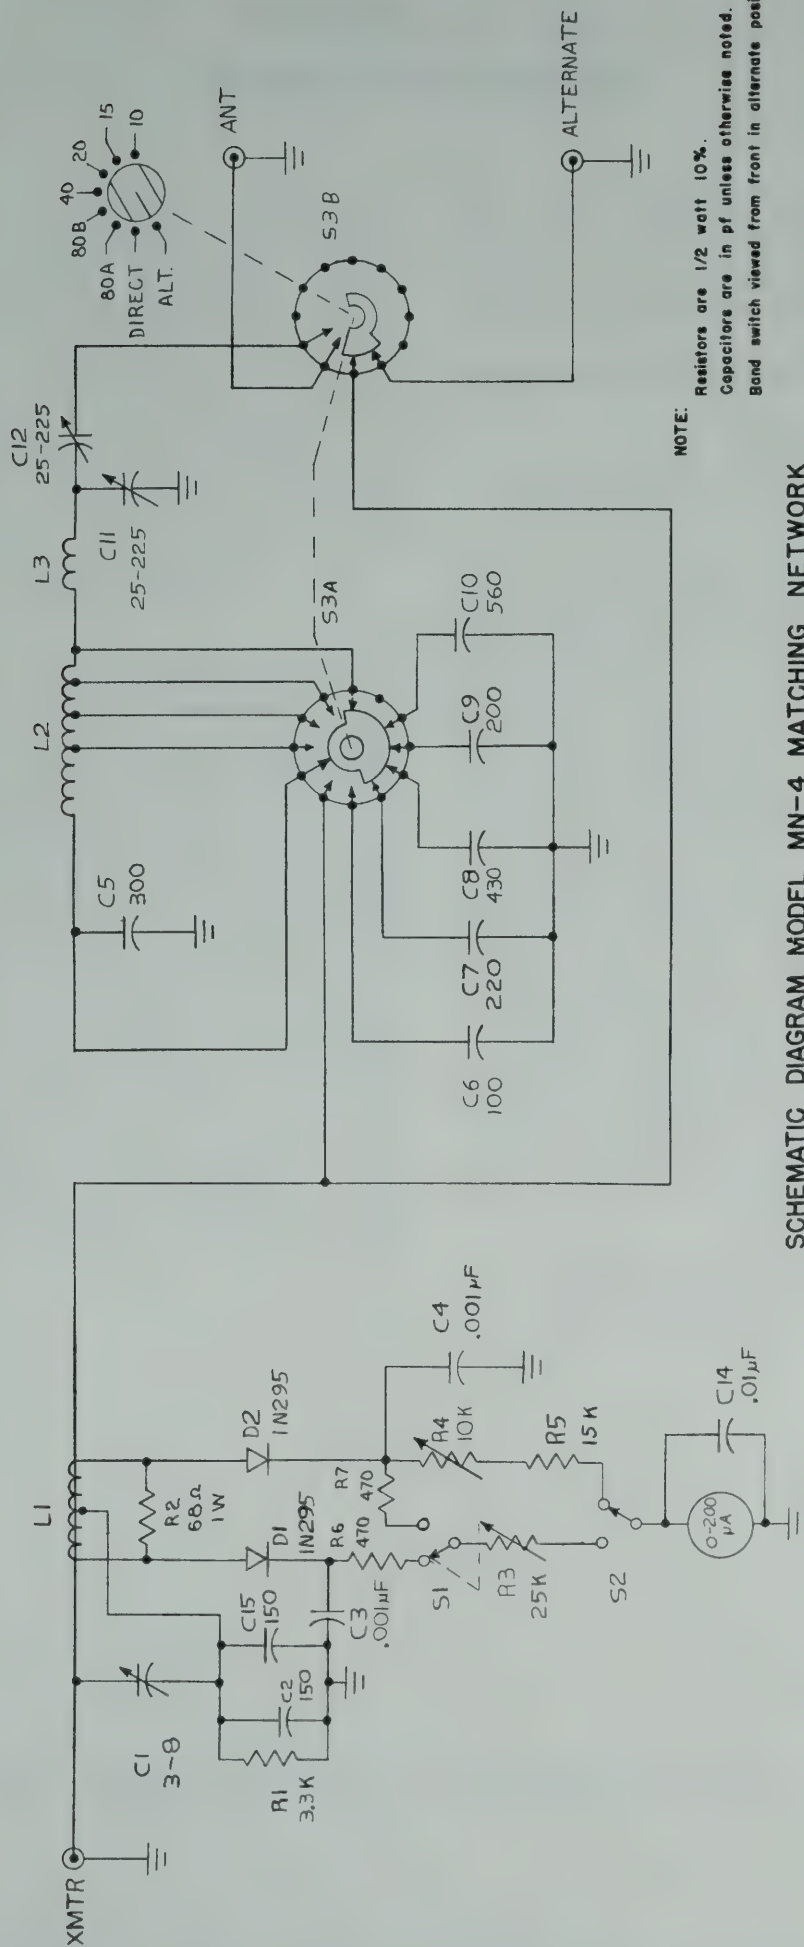 XMTR
C1
3-8
R1
3.3K
C2
150
C15
150
L1
R2
68Ω
1W
D1
1N295
D2
1N295
C3
.001µF
R6
470
R7
470
S1
R3
25K
R4
10K
R5
15K
C4
.001µF
S2
0-200
µA
C14
.01µF
C5
300
L2
L3
C6
100
C7
220
C8
430
C9
200
C10
560
S3A
C11
25-225
C12
25-225
80A
80B
40
20
15
10
DIRECT
ALT.
ANT
S3B
ALTERNATE
NOTE:
Resistors are 1/2 watt 10%.
Capacitors are in pf unless otherwise noted.
Band switch viewed from front in alternate
SCHEMATIC DIAGRAM MODEL MN-4 MATCHING NETWORK